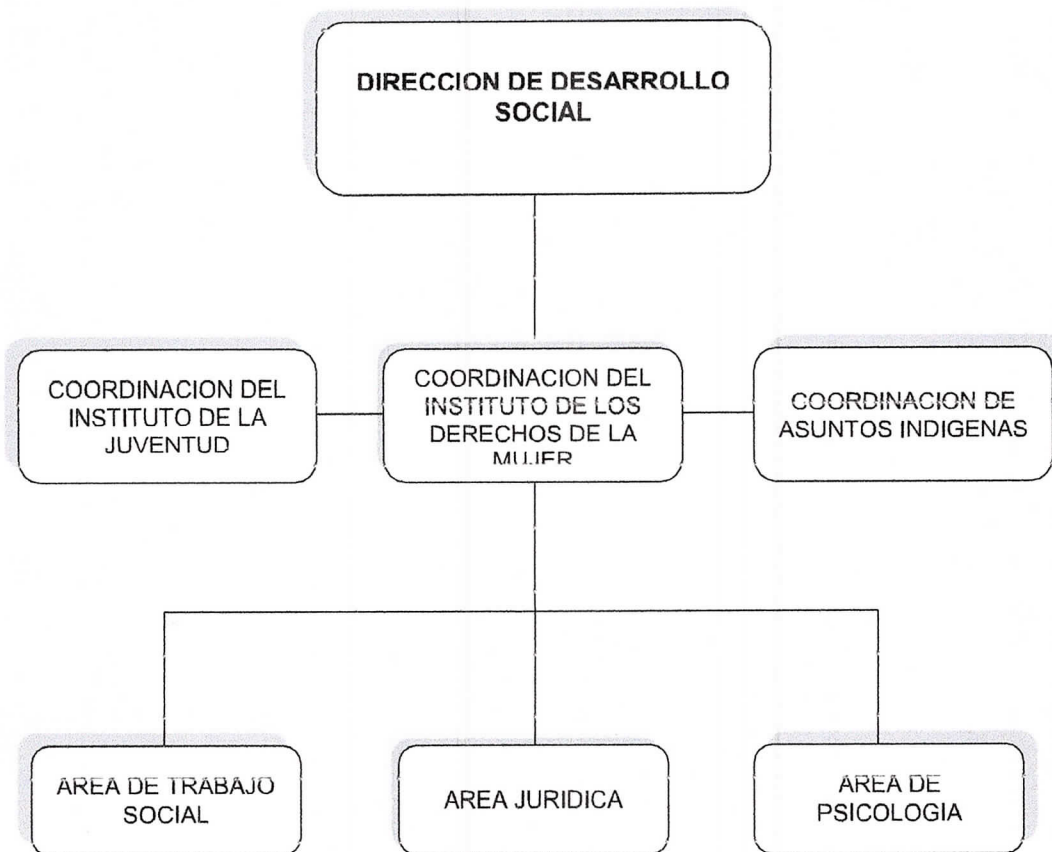 DIRECCION DE DESARROLLO
SOCIAL
COORDINACION DEL
INSTITUTO DE LA
JUVENTUD
COORDINACION DEL
INSTITUTO DE LOS
DERECHOS DE LA
MUJER
COORDINACION DE
ASUNTOS INDIGENAS
AREA DE TRABAJO
SOCIAL
AREA JURIDICA
AREA DE
PSICOLOGIA